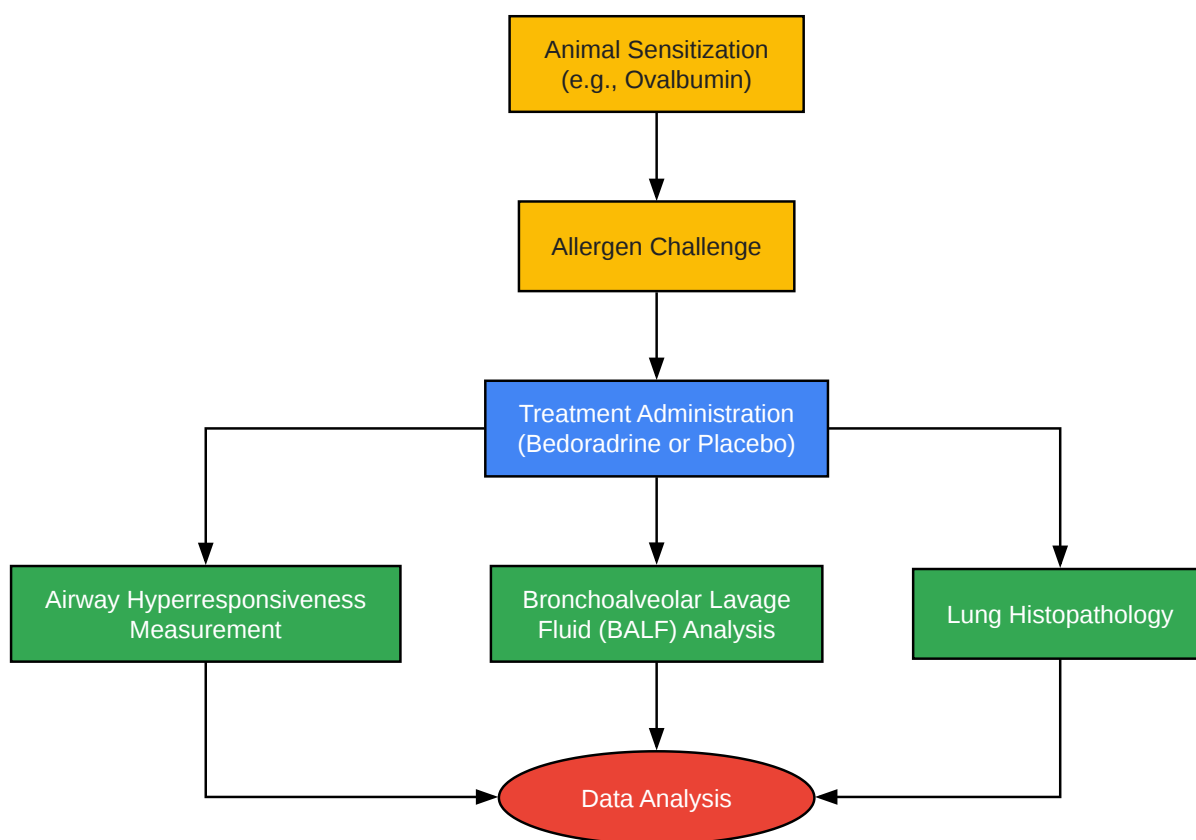 Animal Sensitization
(e.g., Ovalbumin)
Allergen Challenge
Treatment Administration
(Bedoradrine or Placebo)
Airway Hyperresponsiveness
Measurement
Bronchoalveolar Lavage
Fluid (BALF) Analysis
Lung Histopathology
Data Analysis